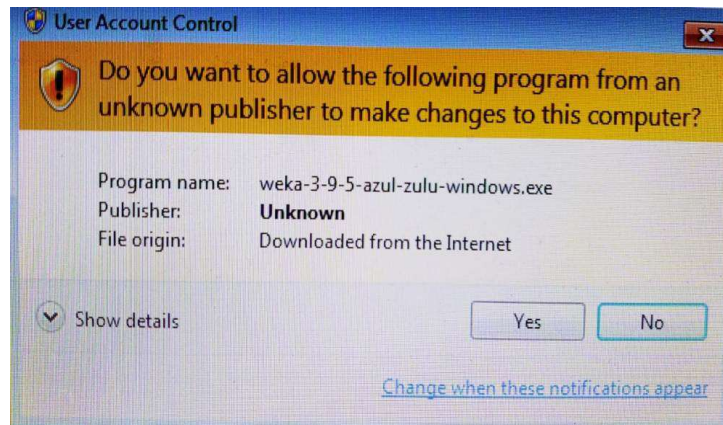 User Account Control
Do you want to allow the following program from an
unknown publisher to make changes to this computer?
Program name: weka-3-9-5-azul-zulu-windows.exe
Publisher: Unknown
File origin: Downloaded from the Internet
Show details
Yes No
Change when these notifications appear